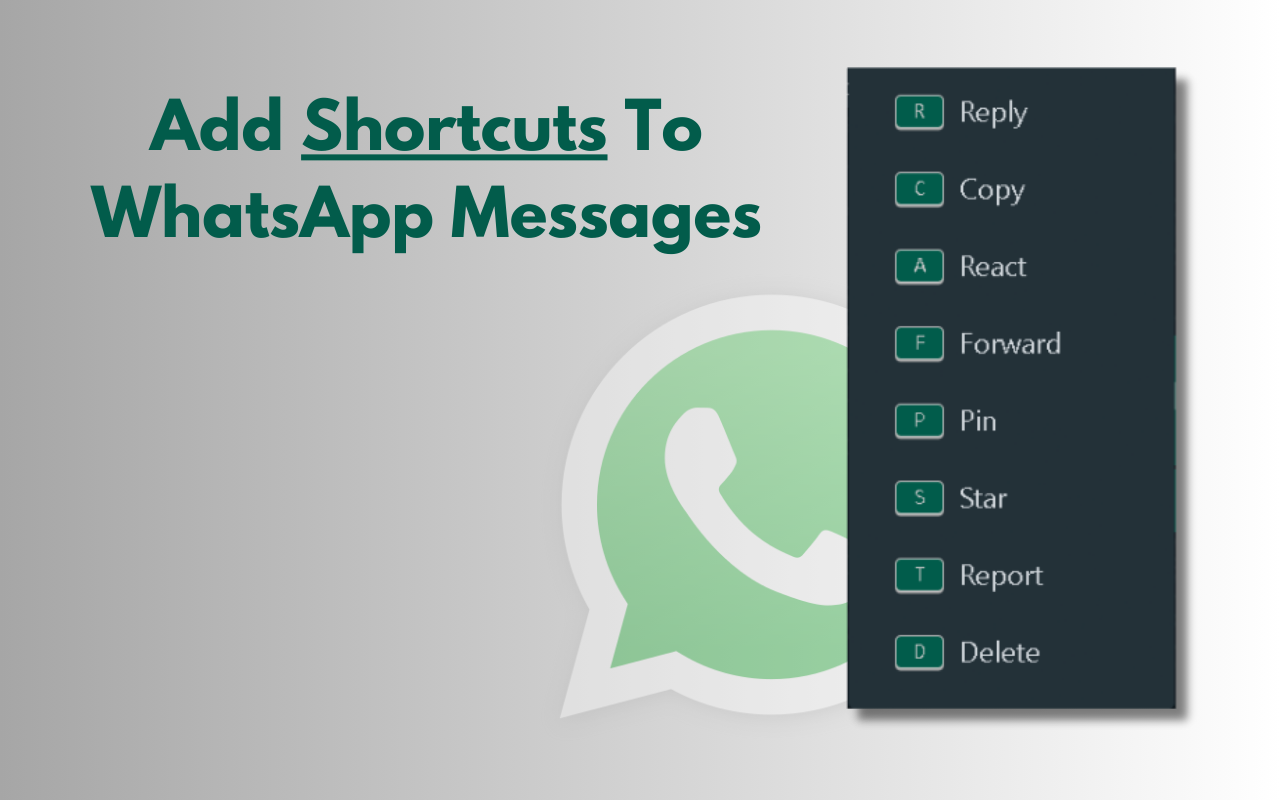 Add Shortcuts To
WhatsApp Messages
R Reply
C Copy
A React
F Forward
P Pin
S Star
T Report
D Delete